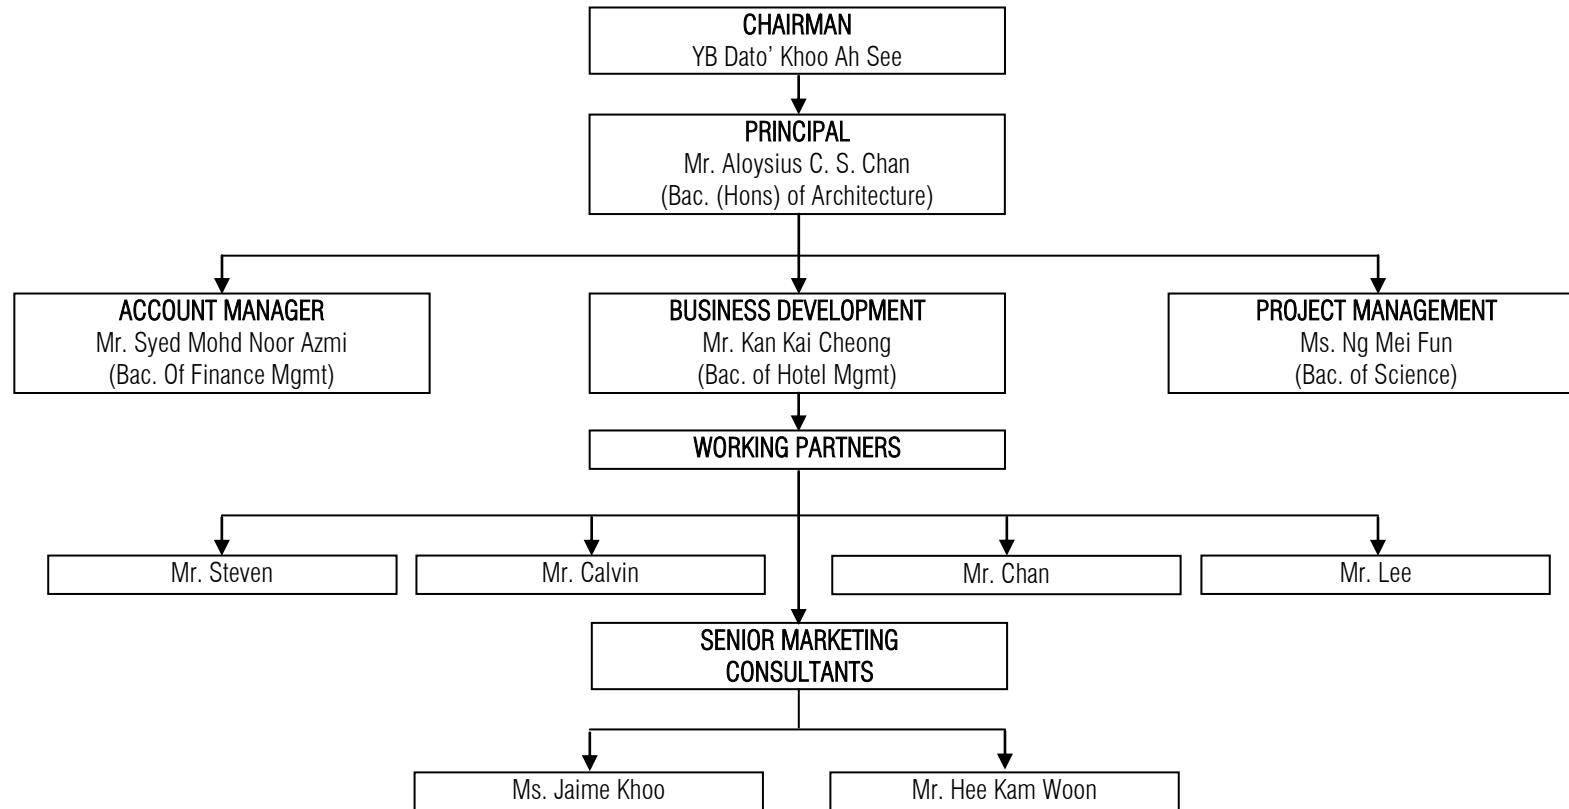 CHAIRMAN
YB Dato’ Khoo Ah See
PRINCIPAL
Mr. Aloysius C. S. Chan
(Bac. (Hons) of Architecture)
ACCOUNT MANAGER
Mr. Syed Mohd Noor Azmi
(Bac. Of Finance Mgmt)
BUSINESS DEVELOPMENT
Mr. Kan Kai Cheong
(Bac. of Hotel Mgmt)
PROJECT MANAGEMENT
Ms. Ng Mei Fun
(Bac. of Science)
WORKING PARTNERS
Mr. Steven
Mr. Calvin
Mr. Chan
Mr. Lee
SENIOR MARKETING
CONSULTANTS
Ms. Jaime Khoo
Mr. Hee Kam Woon